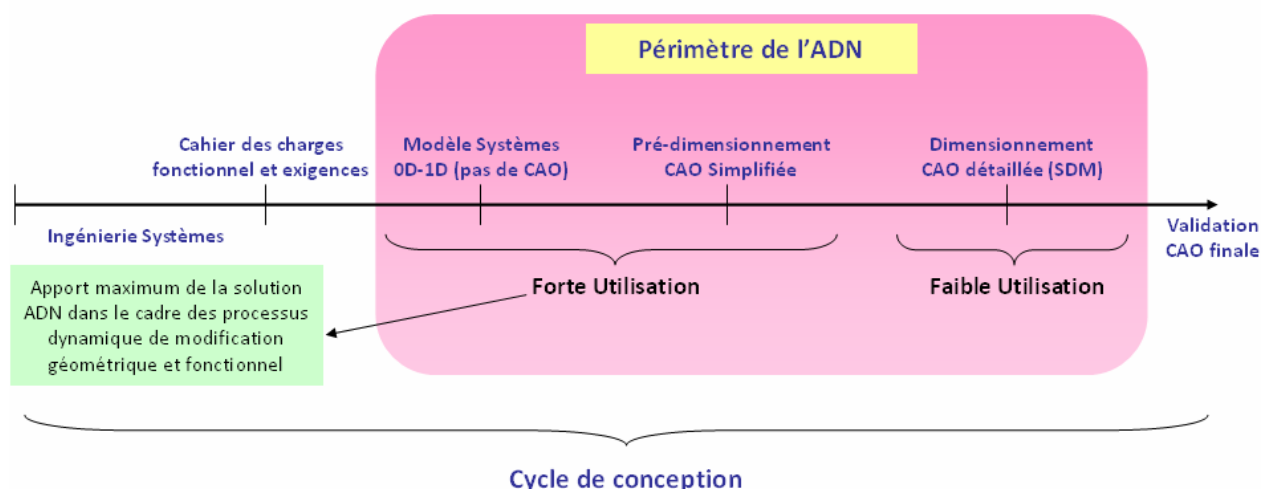 Périmètre de l'ADN
Cahier des charges
fonctionnel et exigences
Modèle Systèmes
0D-1D (pas de CAO)
Pré-dimensionnement
CAO Simplifiée
Dimensionnement
CAO détaillée (SDM)
Ingénierie Systèmes
Validation
CAO finale
Apport maximum de la solution
ADN dans le cadre des processus
dynamique de modification
géométrique et fonctionnel
Forte Utilisation
Faible Utilisation
Cycle de conception